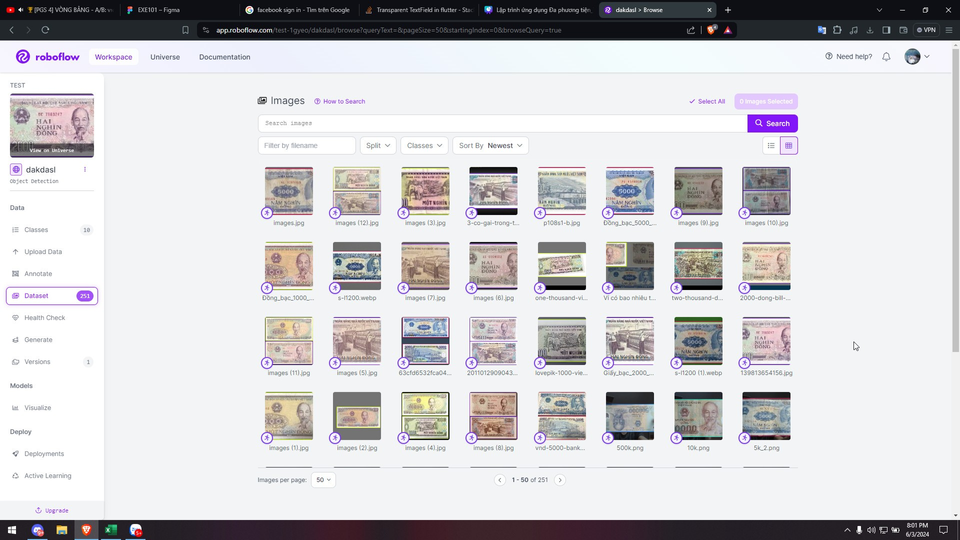 [PGS 4] VÒNG BẢNG - A/B: v
EXE101 – Figma
facebook sign in - Tìm trên Google
Transparent TextField in flutter - Sta
Lập trình ứng dụng Đa phương tiện
dakdasl > Browse
app.roboflow.com/test-1gyeo/dakdasl/browse?queryText=&pageSize=50&startingIndex=0&browseQuery=true
VPN
roboflow
Workspace
Universe
Documentation
Need help?
TEST
View on Universe
dakdasl
Object Detection
Data
Classes 10
Upload Data
Annotate
Dataset 251
Health Check
Generate
Versions 1
Models
Visualize
Deploy
Deployments
Active Learning
Upgrade
Images
How to Search
Select All
0 Images Selected
Search images
Search
Filter by filename
Split
Classes
Sort By Newest
images.jpg
images (12).jpg
images (3).jpg
3-co-gai-trong-t...
p108s1-b.jpg
Đồng_bạc_5000_...
images (9).jpg
images (10).jpg
Đồng_bạc_1000_...
s-l1200.webp
images (7).jpg
images (6).jpg
one-thousand-vi...
Ví có bao nhiêu t...
two-thousand-d...
2000-dong-bill-...
images (11).jpg
images (5).jpg
63cfd6532fca04...
2011012909043...
lovepik-1000-vie...
Giấy_bạc_2000_...
s-l1200 (1).webp
139813654156.jpg
images (1).jpg
images (2).jpg
images (4).jpg
images (8).jpg
vnd-5000-bank...
500k.png
10k.png
5k_2.png
Images per page: 50
1 - 50 of 251
8:01 PM
6/3/2024